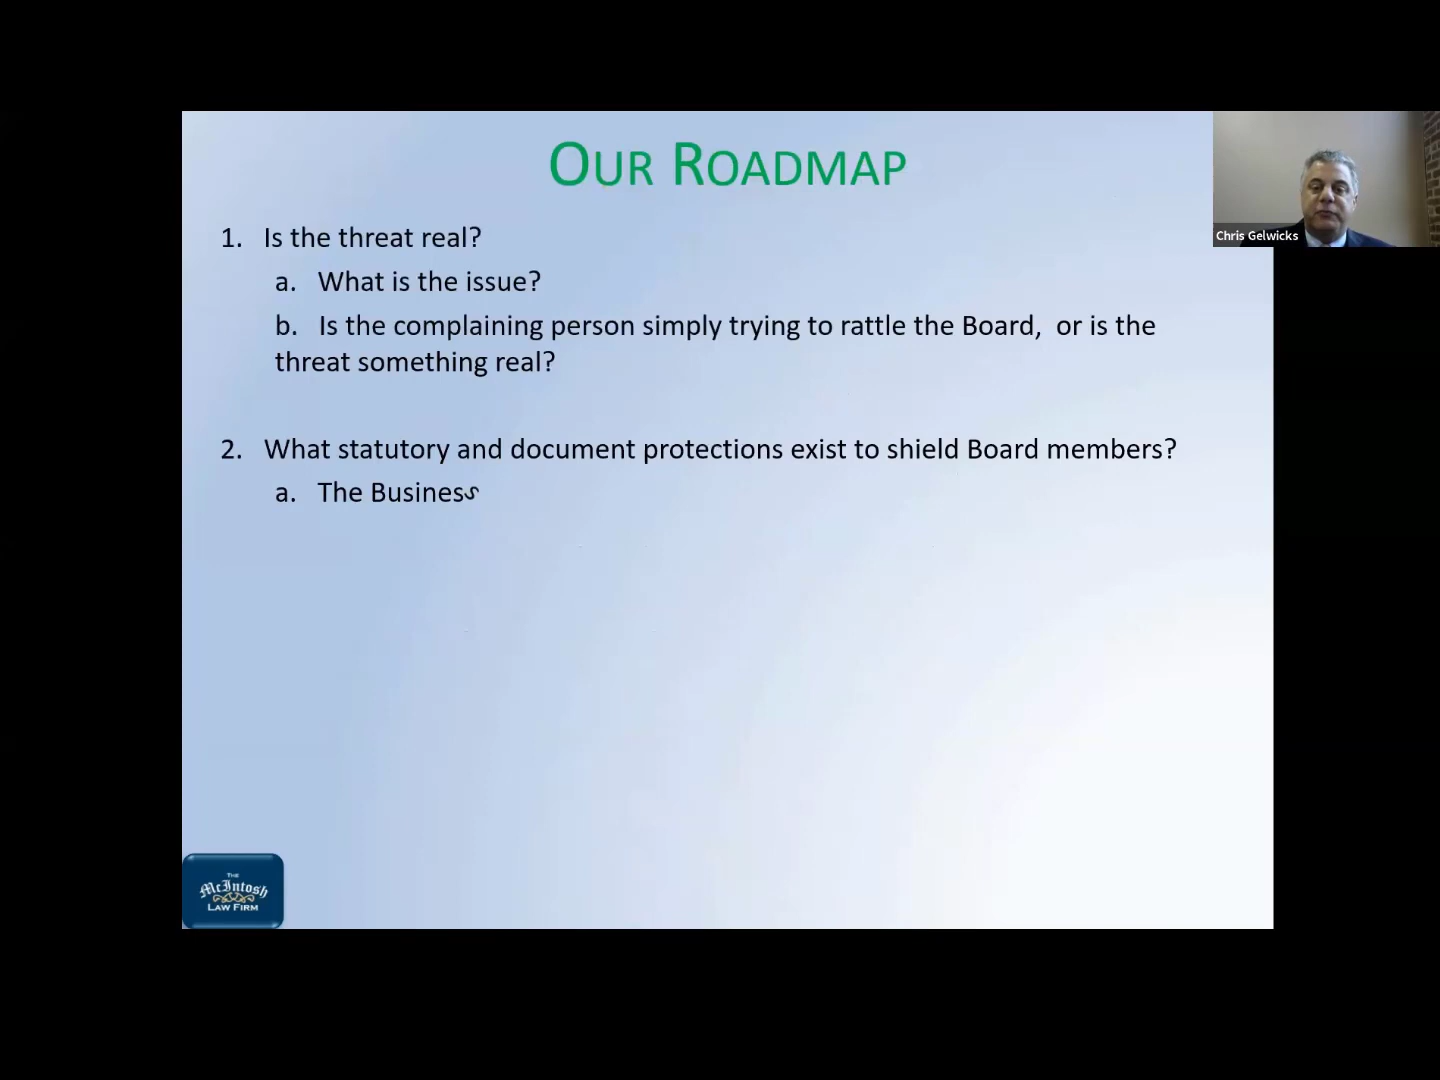 OUR ROADMAP
1. Is the threat real?
a. What is the issue?
b. Is the complaining person simply trying to rattle the Board, or is the
threat something real?
2. What statutory and document protections exist to shield Board members?
a. The Business
Chris Gelwicks
THE
McIntosh
LAW FIRM